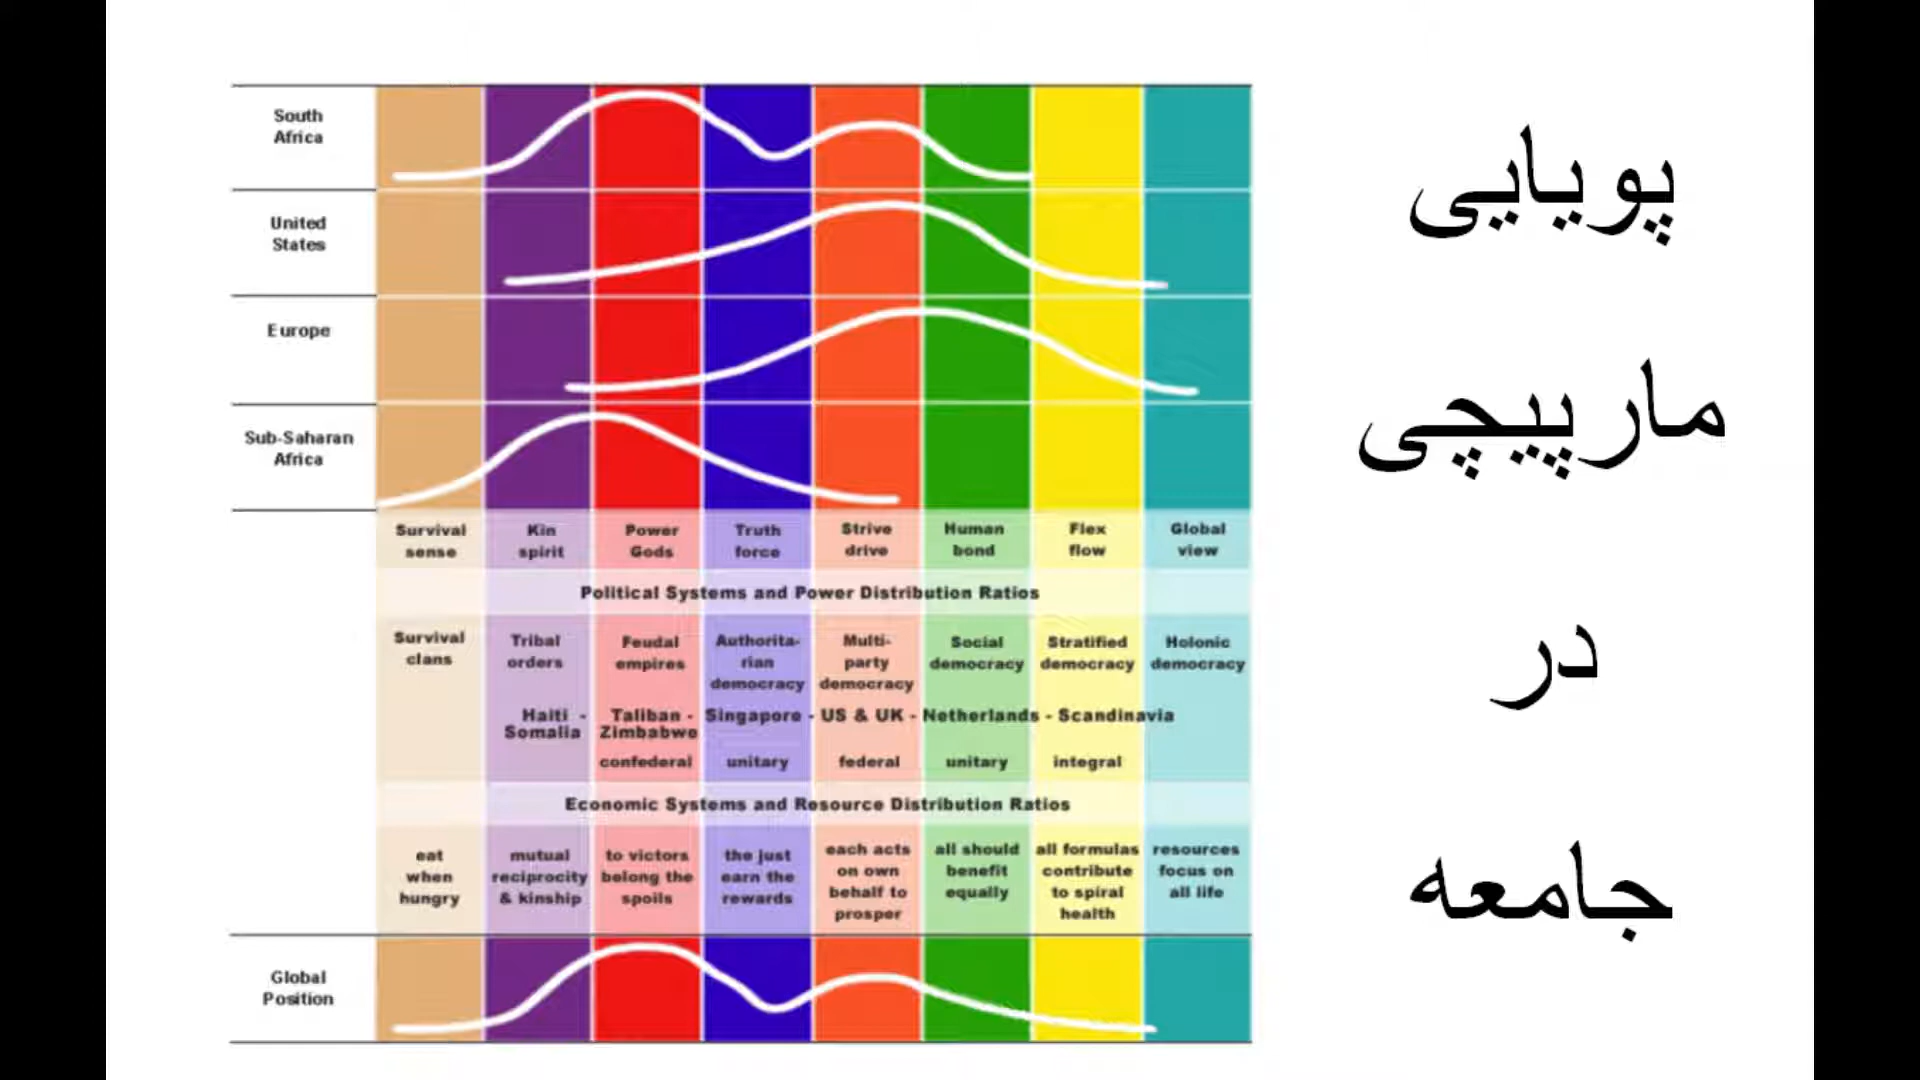 South
Africa
United
States
Europe
Sub-Saharan
Africa
Survival sense
Kin spirit
Power Gods
Truth force
Strive drive
Human bond
Flex flow
Global view
Political Systems and Power Distribution Ratios
Survival clans
Tribal orders
Feudal empires
Authorita-rian democracy
Multi-party democracy
Social democracy
Stratified democracy
Holonic democracy
Haiti - Somalia
Taliban - Zimbabwe
Singapore - US & UK - Netherlands - Scandinavia
confederal
unitary
federal
unitary
integral
Economic Systems and Resource Distribution Ratios
eat when hungry
mutual reciprocity & kinship
to victors belong the spoils
the just earn the rewards
each acts on own behalf to prosper
all should benefit equally
all formulas contribute to spiral health
resources focus on all life
Global
Position
پویایی
مارپیچی
در
جامعه